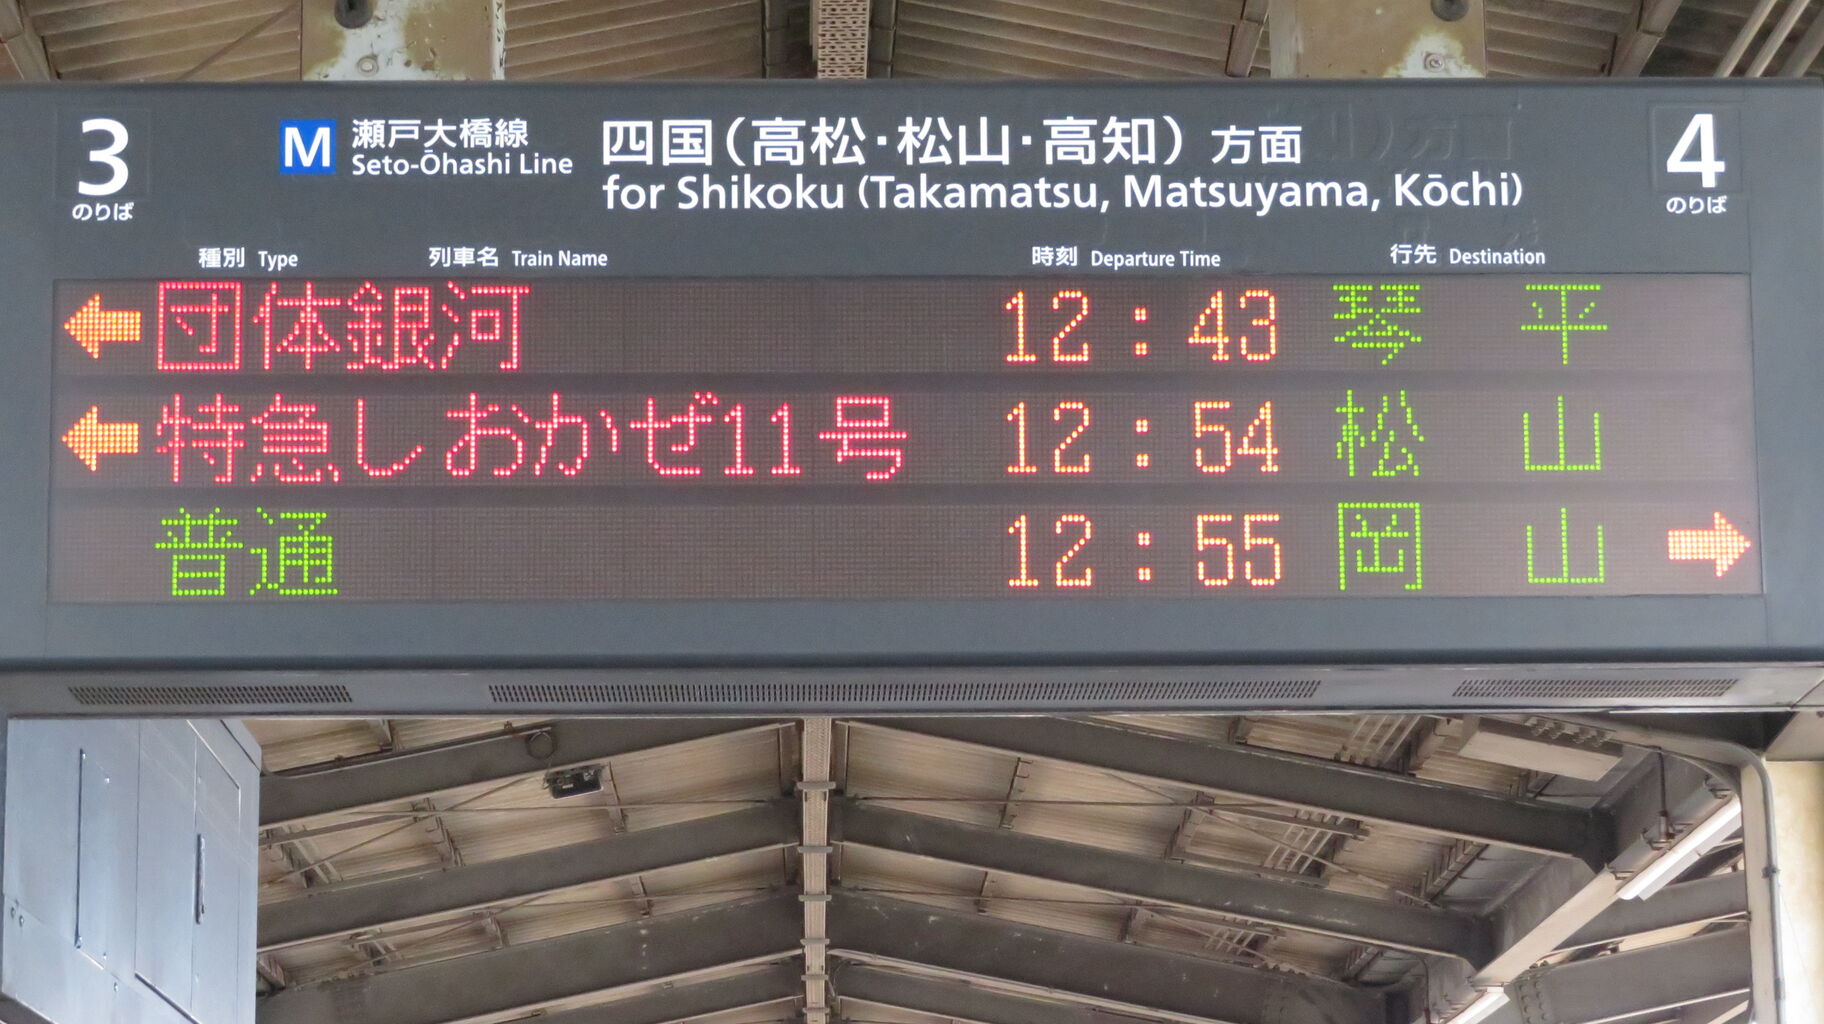 3 のりば
M 瀬戸大橋線
Seto-Ōhashi Line
四国(高松・松山・高知) 方面
for Shikoku (Takamatsu, Matsuyama, Kōchi)
4 のりば
種別 Type 列車名 Train Name 時刻 Departure Time 行先 Destination
← 団体銀河 12:43 琴平
← 特急しおかぜ11号 12:54 松山
普通 12:55 岡山 →